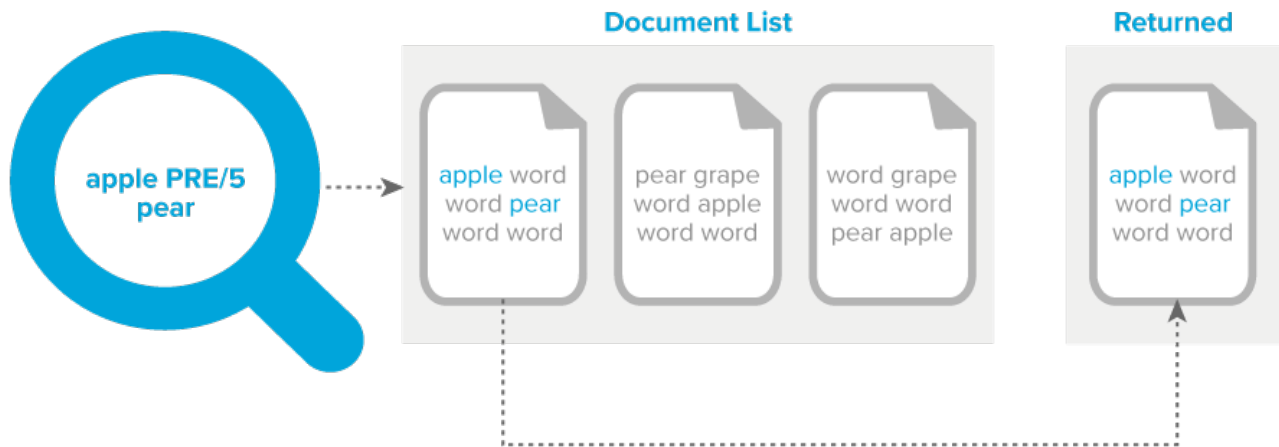 Document List
Returned
apple PRE/5
pear
apple word
word pear
word word
pear grape
word apple
word word
word grape
word word
pear apple
apple word
word pear
word word